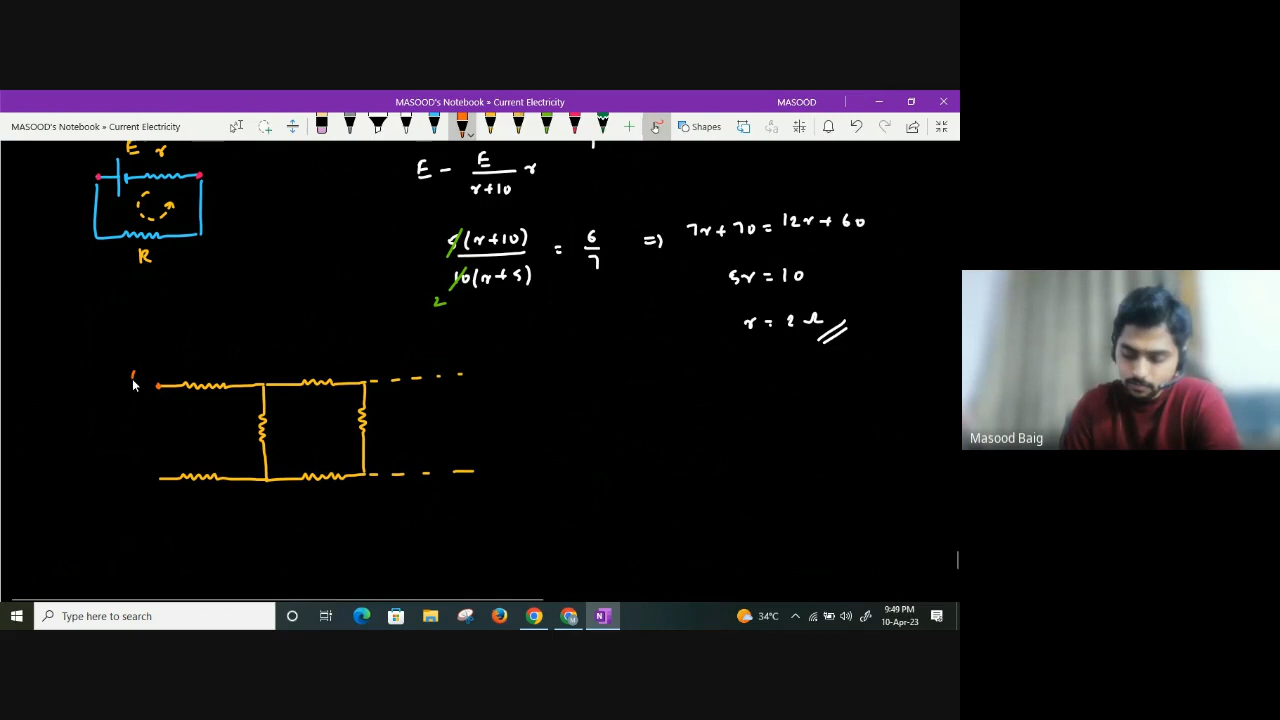 MASOOD's Notebook » Current Electricity
MASOOD
MASOOD's Notebook » Current Electricity
Shapes
E r
R
E - E/(r+10) r
5(r+10)/10(r+5) = 6/7
2
=> 7r+70 = 12r+60
5r = 10
r = 2 Ω
Masood Baig
Type here to search
34°C
9:49 PM
10-Apr-23